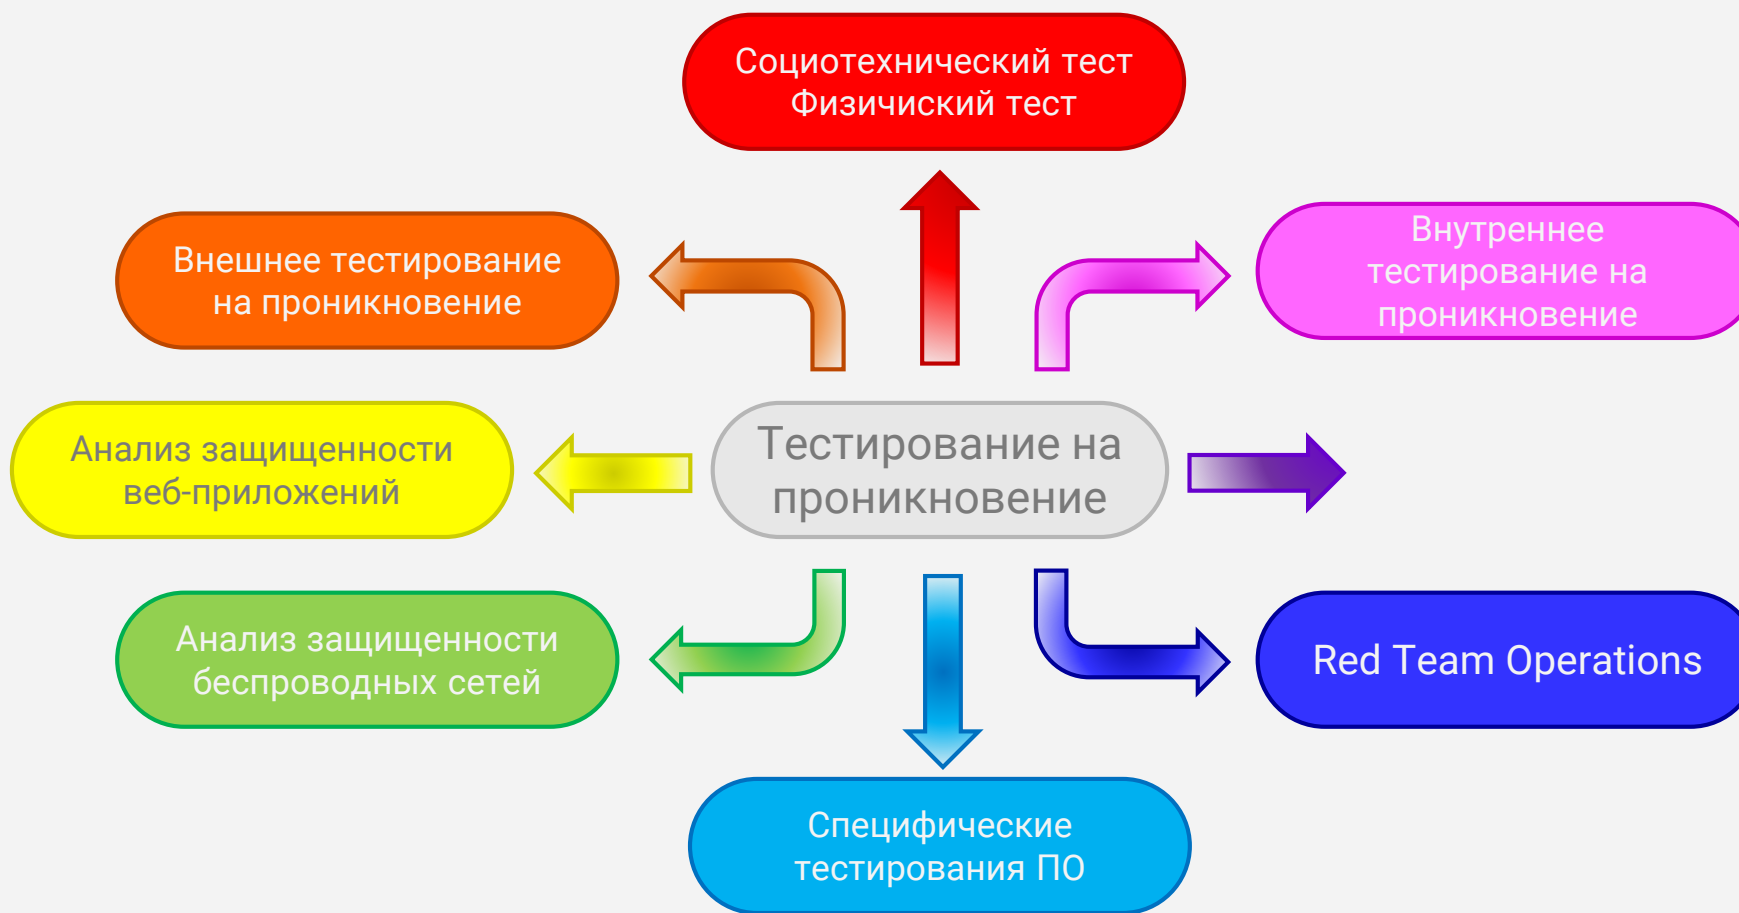 Социотехнический тест
Физичиский тест
Внешнее тестирование
на проникновение
Внутреннее
тестирование на
проникновение
Анализ защищенности
веб-приложений
Тестирование на
проникновение
Анализ защищенности
беспроводных сетей
Red Team Operations
Специфические
тестирования ПО